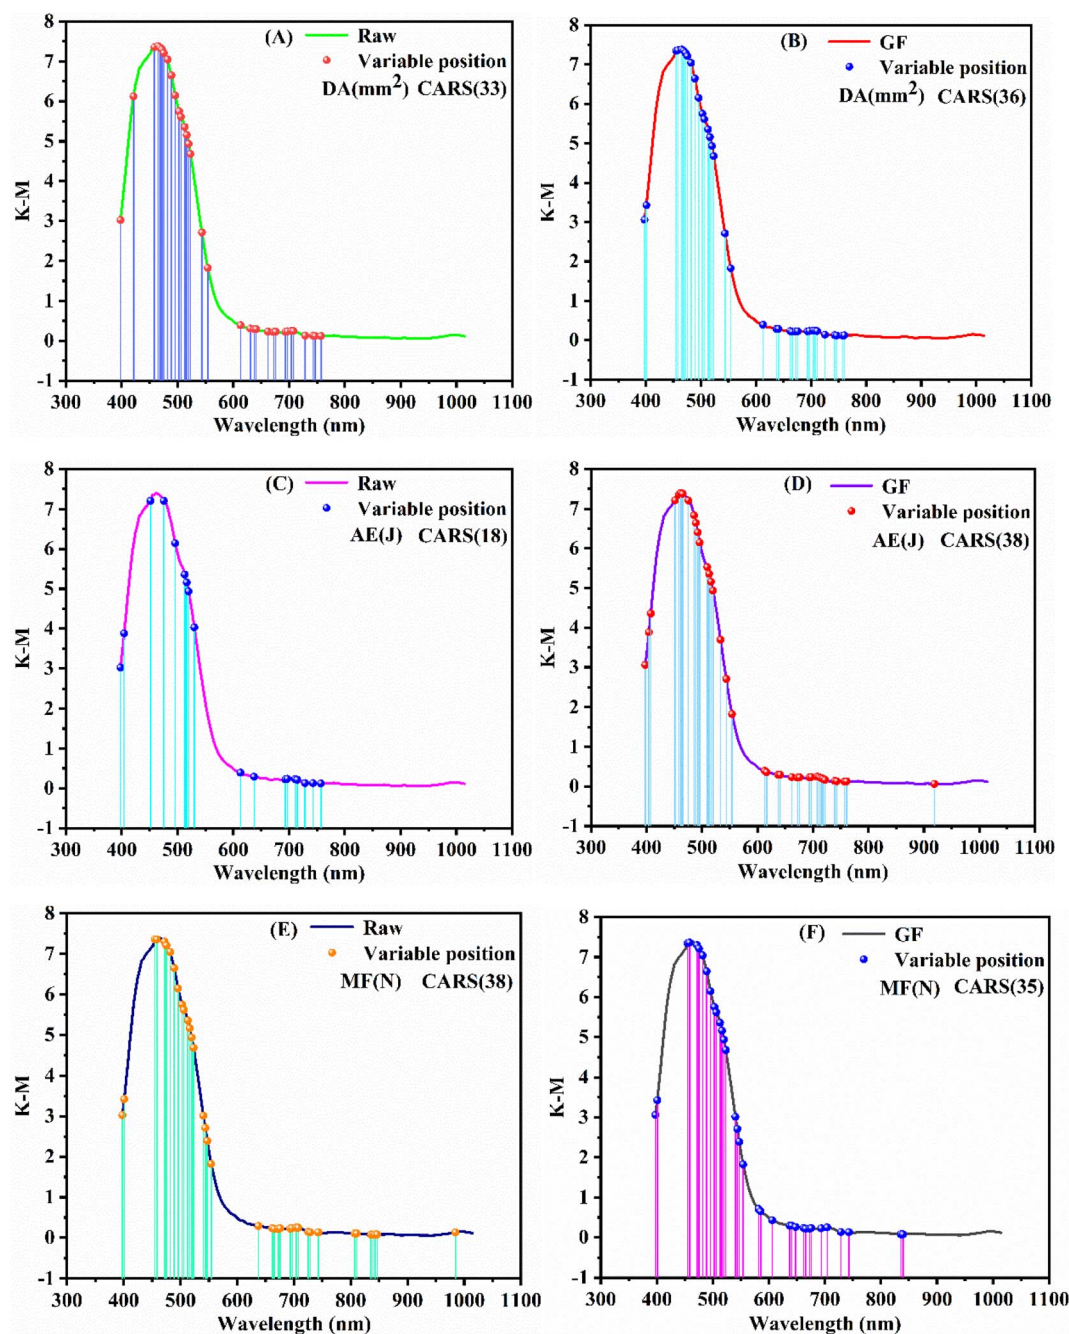 (A) Raw
Variable position
DA(mm²) CARS(33)
K-M
8
7
6
5
4
3
2
1
0
-1
300 400 500 600 700 800 900 1000 1100
Wavelength (nm)
(B) GF
Variable position
DA(mm²) CARS(36)
K-M
8
7
6
5
4
3
2
1
0
-1
300 400 500 600 700 800 900 1000 1100
Wavelength (nm)
(C) Raw
Variable position
AE(J) CARS(18)
K-M
8
7
6
5
4
3
2
1
0
-1
300 400 500 600 700 800 900 1000 1100
Wavelength (nm)
(D) GF
Variable position
AE(J) CARS(38)
K-M
8
7
6
5
4
3
2
1
0
-1
300 400 500 600 700 800 900 1000 1100
Wavelength (nm)
(E) Raw
Variable position
MF(N) CARS(38)
K-M
8
7
6
5
4
3
2
1
0
-1
300 400 500 600 700 800 900 1000 1100
Wavelength (nm)
(F) GF
Variable position
MF(N) CARS(35)
K-M
8
7
6
5
4
3
2
1
0
-1
300 400 500 600 700 800 900 1000 1100
Wavelength (nm)